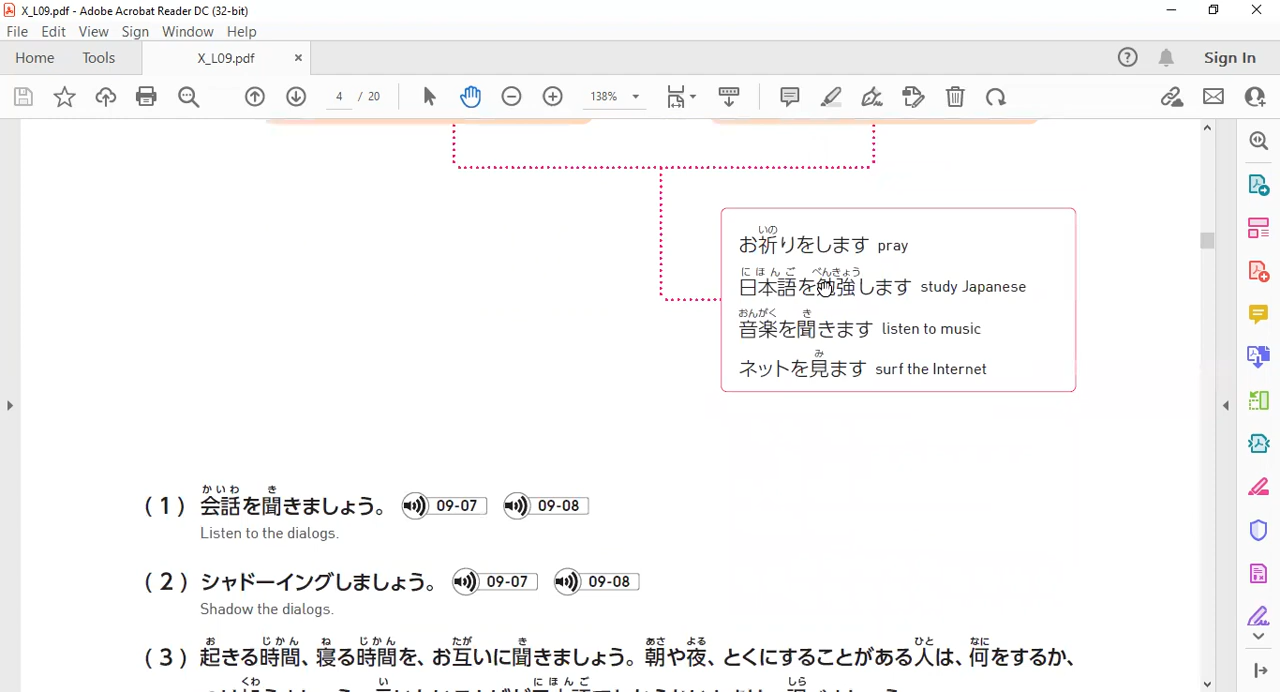 X_L09.pdf - Adobe Acrobat Reader DC (32-bit)
File Edit View Sign Window Help
Home Tools X_L09.pdf × Sign In
4 / 20 138%
いの
お祈りをします pray
にほんご べんきょう
日本語を勉強します study Japanese
おんがく き
音楽を聞きます listen to music
み
ネットを見ます surf the Internet
かいわ き
(1) 会話を聞きましょう。 09-07 09-08
Listen to the dialogs.
(2) シャドーイングしましょう。 09-07 09-08
Shadow the dialogs.
お じかん ね じかん たが き あさ よる ひと なに
(3) 起きる時間、寝る時間を、お互いに聞きましょう。朝や夜、とくにすることがある人は、何をするか、
くわ い にほんご しら